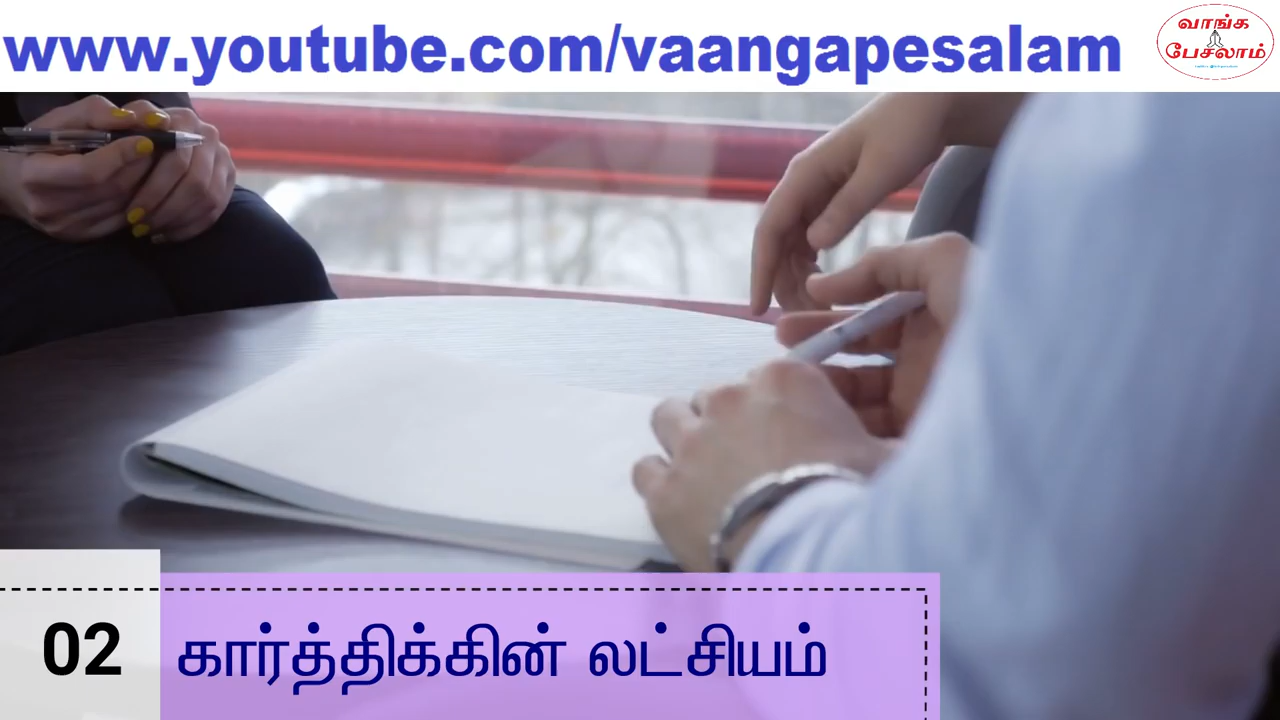 www.youtube.com/vaangapesalam
வாங்க
பேசலாம்
02 கார்த்திக்கின் லட்சியம்